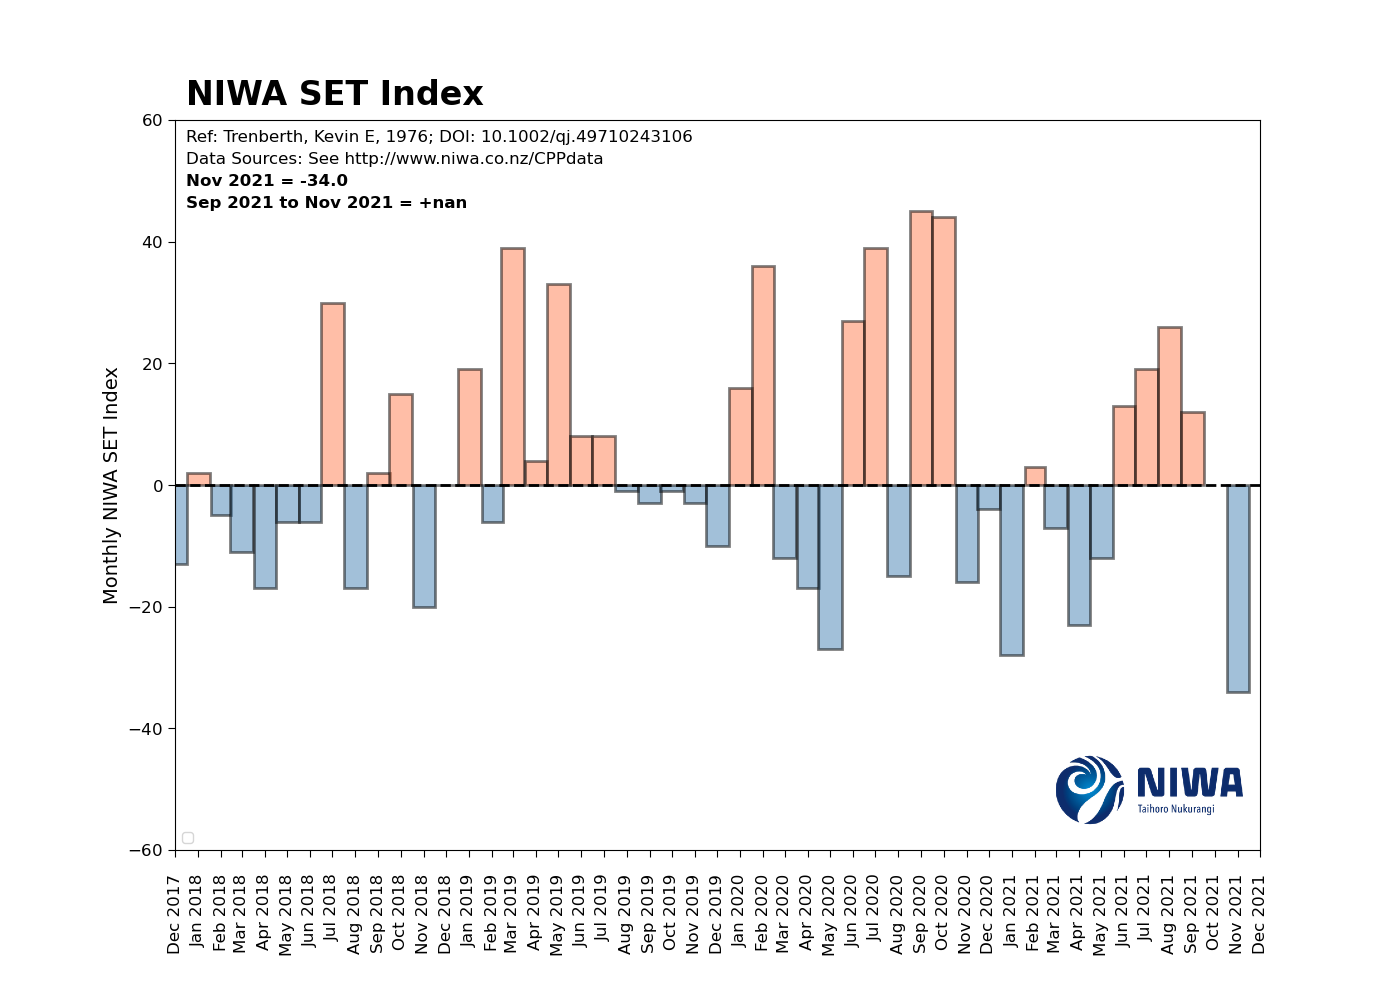 NIWA SET Index
Ref: Trenberth, Kevin E, 1976; DOI: 10.1002/qj.49710243106
Data Sources: See http://www.niwa.co.nz/CPPdata
Nov 2021 = -34.0
Sep 2021 to Nov 2021 = +nan
Monthly NIWA SET Index
60
40
20
0
−20
−40
−60
NIWA
Taihoro Nukurangi
Dec 2017
Jan 2018
Feb 2018
Mar 2018
Apr 2018
May 2018
Jun 2018
Jul 2018
Aug 2018
Sep 2018
Oct 2018
Nov 2018
Dec 2018
Jan 2019
Feb 2019
Mar 2019
Apr 2019
May 2019
Jun 2019
Jul 2019
Aug 2019
Sep 2019
Oct 2019
Nov 2019
Dec 2019
Jan 2020
Feb 2020
Mar 2020
Apr 2020
May 2020
Jun 2020
Jul 2020
Aug 2020
Sep 2020
Oct 2020
Nov 2020
Dec 2020
Jan 2021
Feb 2021
Mar 2021
Apr 2021
May 2021
Jun 2021
Jul 2021
Aug 2021
Sep 2021
Oct 2021
Nov 2021
Dec 2021